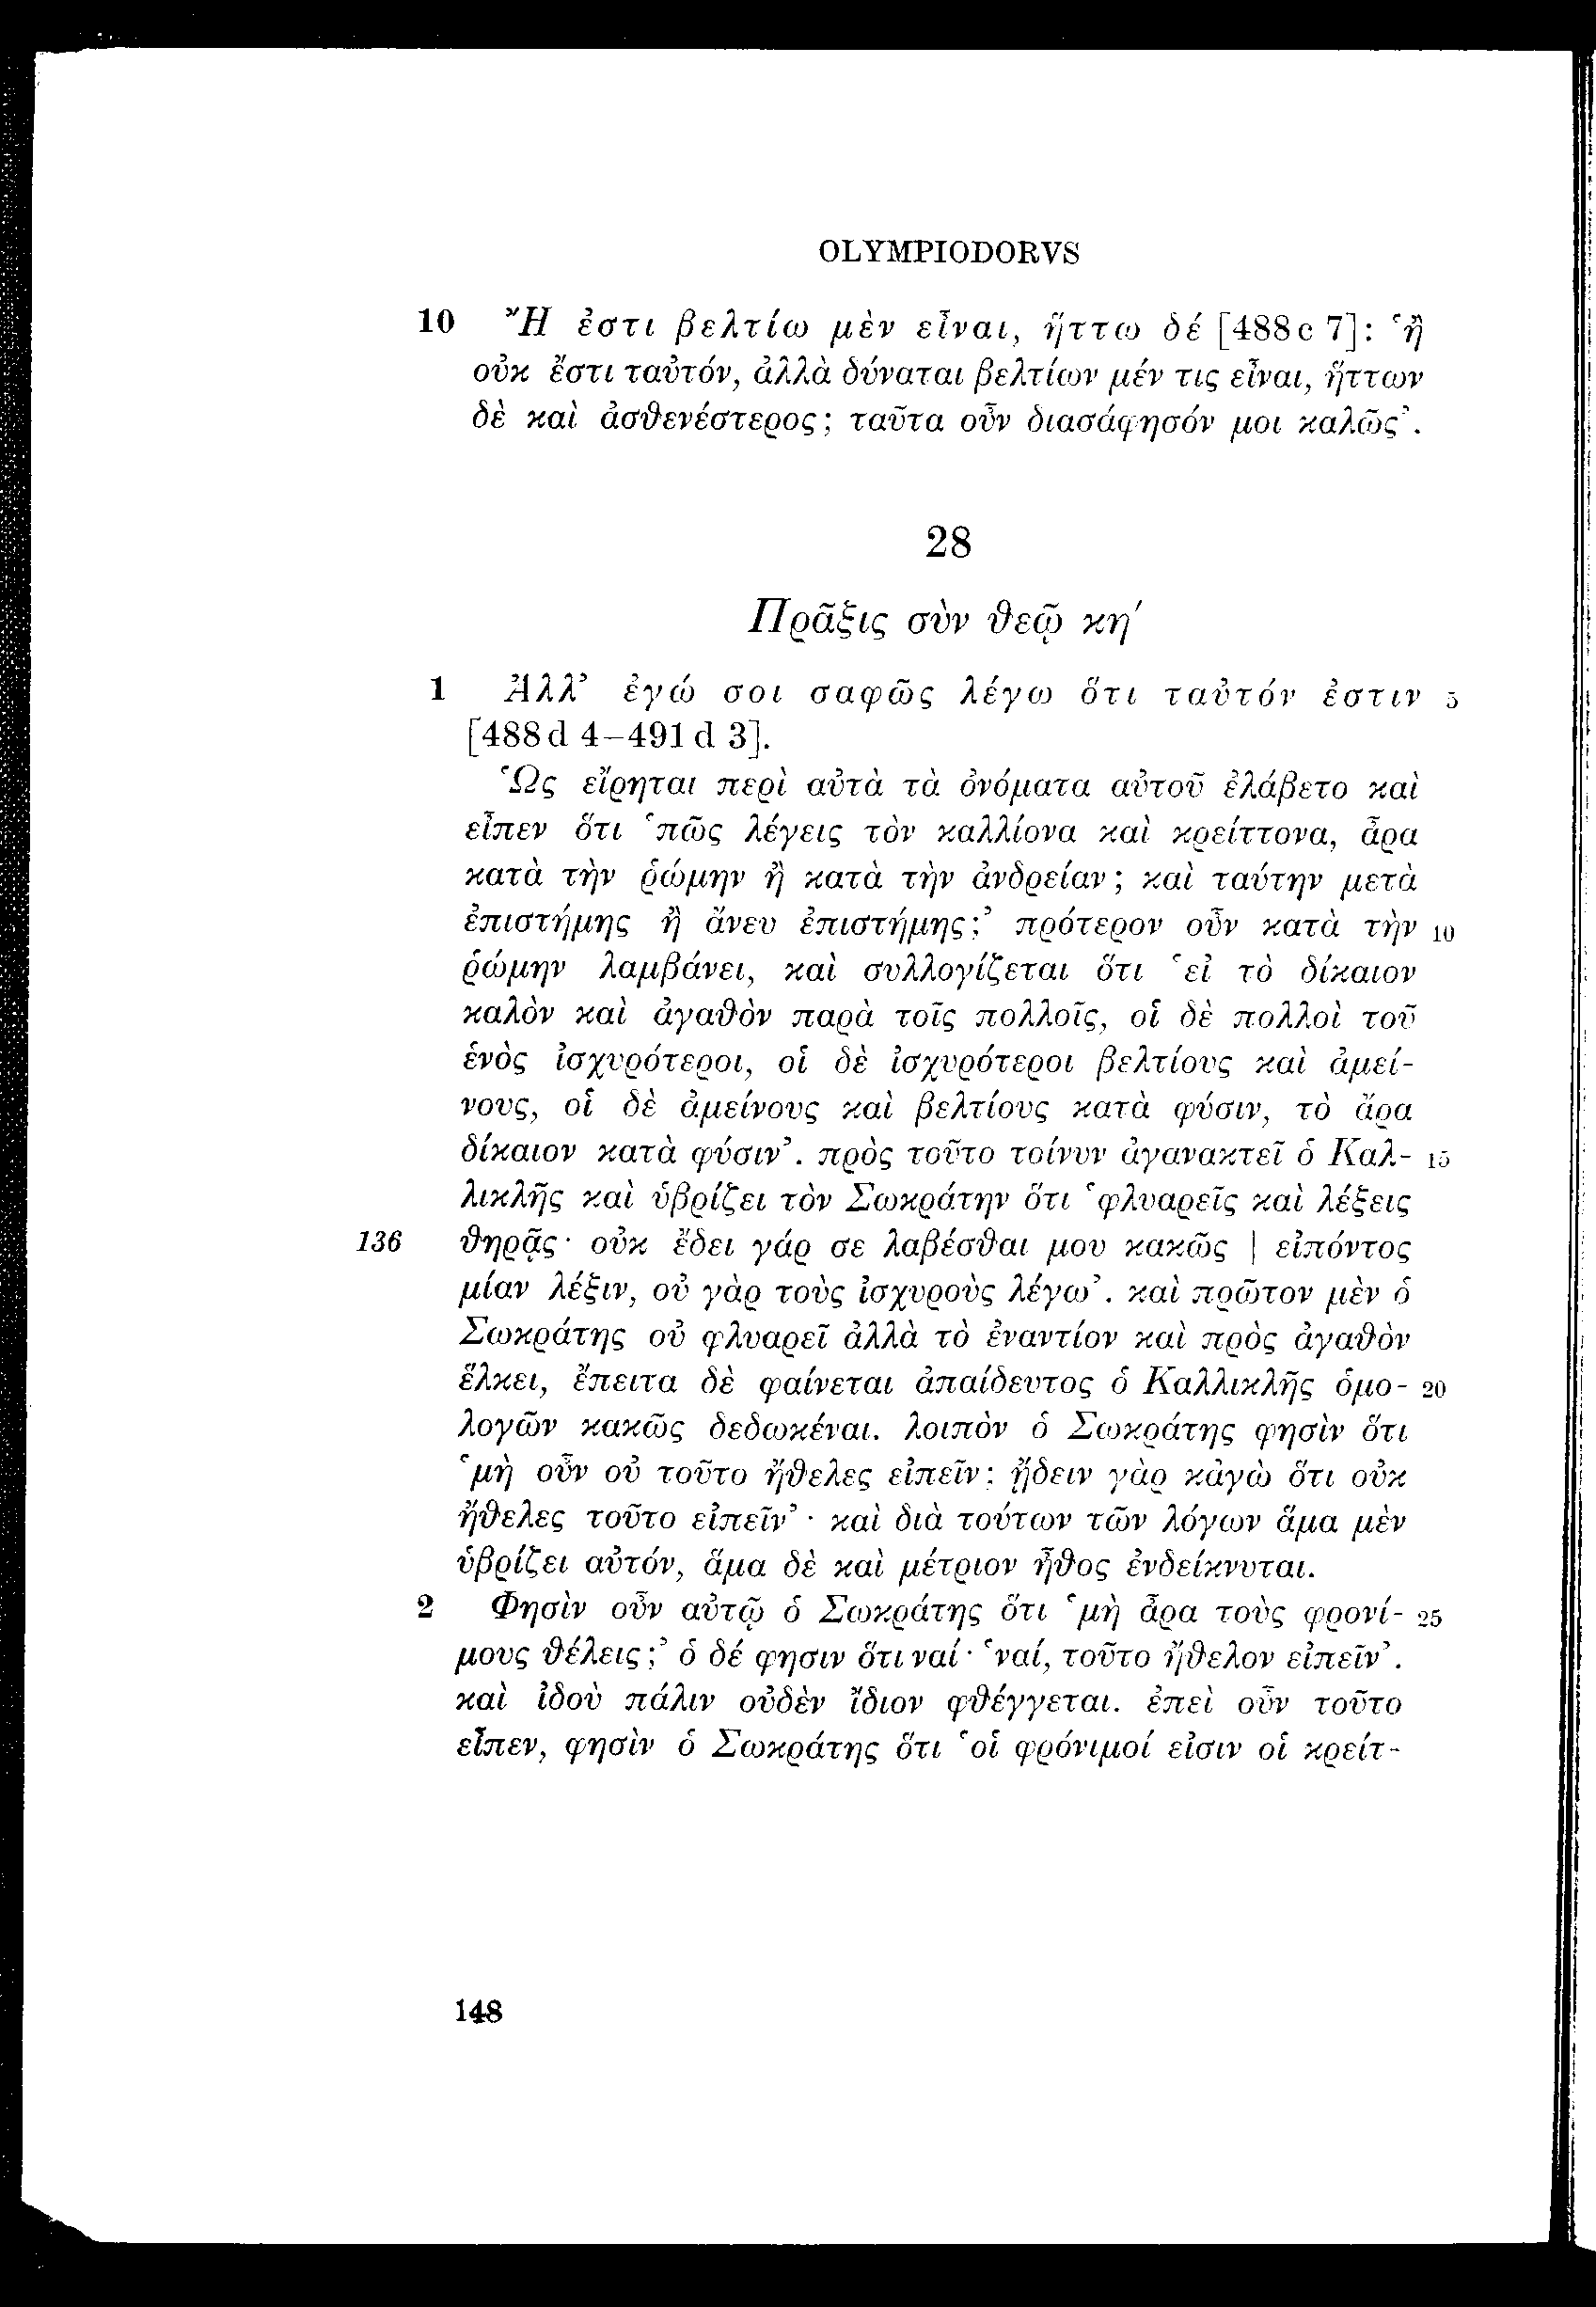 OLYMPIODORVS
10 Ἢ ἐστι βελτίω μὲν εἶναι, ἥττω δέ [488c 7]: ‛ἢ
οὐκ ἔστι ταὐτόν, ἀλλὰ δύναται βελτίων μέν τις εἶναι, ἥττων
δὲ καὶ ἀσθενέστερος; ταῦτα οὖν διασάφησόν μοι καλῶς’.
28
Πρᾶξις σὺν θεῷ κη′
1 Ἀλλ’ ἐγώ σοι σαφῶς λέγω ὅτι ταὐτόν ἐστιν 5
[488d 4–491d 3].
Ὡς εἴρηται περὶ αὐτὰ τὰ ὀνόματα αὐτοῦ ἐλάβετο καὶ
εἶπεν ὅτι ‛πῶς λέγεις τὸν καλλίονα καὶ κρείττονα, ἆρα
κατὰ τὴν ῥώμην ἢ κατὰ τὴν ἀνδρείαν; καὶ ταύτην μετὰ
ἐπιστήμης ἢ ἄνευ ἐπιστήμης;’ πρότερον οὖν κατὰ τὴν 10
ῥώμην λαμβάνει, καὶ συλλογίζεται ὅτι ‛εἰ τὸ δίκαιον
καλὸν καὶ ἀγαθὸν παρὰ τοῖς πολλοῖς, οἱ δὲ πολλοὶ τοῦ
ἑνὸς ἰσχυρότεροι, οἱ δὲ ἰσχυρότεροι βελτίους καὶ ἀμεί-
νους, οἱ δὲ ἀμείνους καὶ βελτίους κατὰ φύσιν, τὸ ἄρα
δίκαιον κατὰ φύσιν’. πρὸς τοῦτο τοίνυν ἀγανακτεῖ ὁ Καλ- 15
λικλῆς καὶ ὑβρίζει τὸν Σωκράτην ὅτι ‛φλυαρεῖς καὶ λέξεις
136 θηρᾷς· οὐκ ἔδει γάρ σε λαβέσθαι μου κακῶς | εἰπόντος
μίαν λέξιν, οὐ γὰρ τοὺς ἰσχυροὺς λέγω’. καὶ πρῶτον μὲν ὁ
Σωκράτης οὐ φλυαρεῖ ἀλλὰ τὸ ἐναντίον καὶ πρὸς ἀγαθὸν
ἕλκει, ἔπειτα δὲ φαίνεται ἀπαίδευτος ὁ Καλλικλῆς ὁμο- 20
λογῶν κακῶς δεδωκέναι. λοιπὸν ὁ Σωκράτης φησὶν ὅτι
‛μὴ οὖν οὐ τοῦτο ἤθελες εἰπεῖν; ᾔδειν γὰρ κἀγὼ ὅτι οὐκ
ἤθελες τοῦτο εἰπεῖν’· καὶ διὰ τούτων τῶν λόγων ἅμα μὲν
ὑβρίζει αὐτόν, ἅμα δὲ καὶ μέτριον ἦθος ἐνδείκνυται.
2 Φησὶν οὖν αὐτῷ ὁ Σωκράτης ὅτι ‛μὴ ἆρα τοὺς φρονί- 25
μους θέλεις;’ ὁ δέ φησιν ὅτι ναί· ‛ναί, τοῦτο ἤθελον εἰπεῖν’.
καὶ ἰδοὺ πάλιν οὐδὲν ἴδιον φθέγγεται. ἐπεὶ οὖν τοῦτο
εἶπεν, φησὶν ὁ Σωκράτης ὅτι ‛οἱ φρόνιμοί εἰσιν οἱ κρείτ-
148